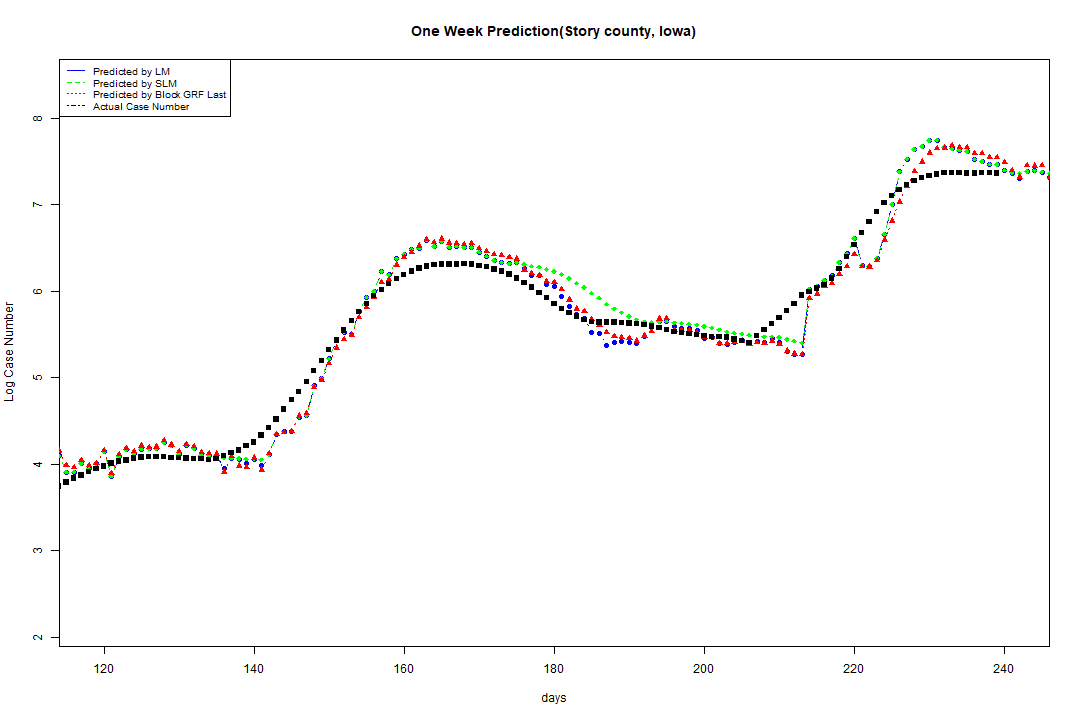 One Week Prediction(Story county, Iowa)
Predicted by LM
Predicted by SLM
Predicted by Block GRF Last
Actual Case Number
Log Case Number
8
7
6
5
4
3
2
120 140 160 180 200 220 240
days